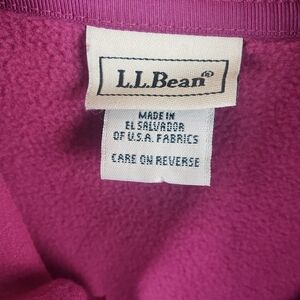 L.L.Bean®
MADE IN
EL SALVADOR
OF U.S.A. FABRICS
CARE ON REVERSE